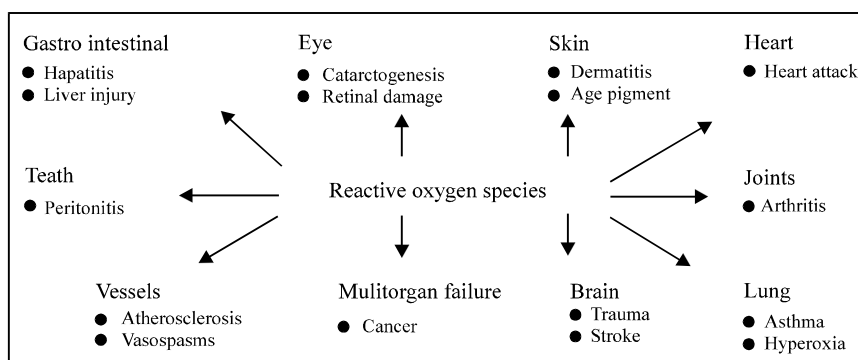 Gastro intestinal
Hapatitis
Liver injury
Eye
Catarctogenesis
Retinal damage
Skin
Dermatitis
Age pigment
Heart
Heart attack
Teath
Peritonitis
Reactive oxygen species
Joints
Arthritis
Vessels
Atherosclerosis
Vasospasms
Mulitorgan failure
Cancer
Brain
Trauma
Stroke
Lung
Asthma
Hyperoxia